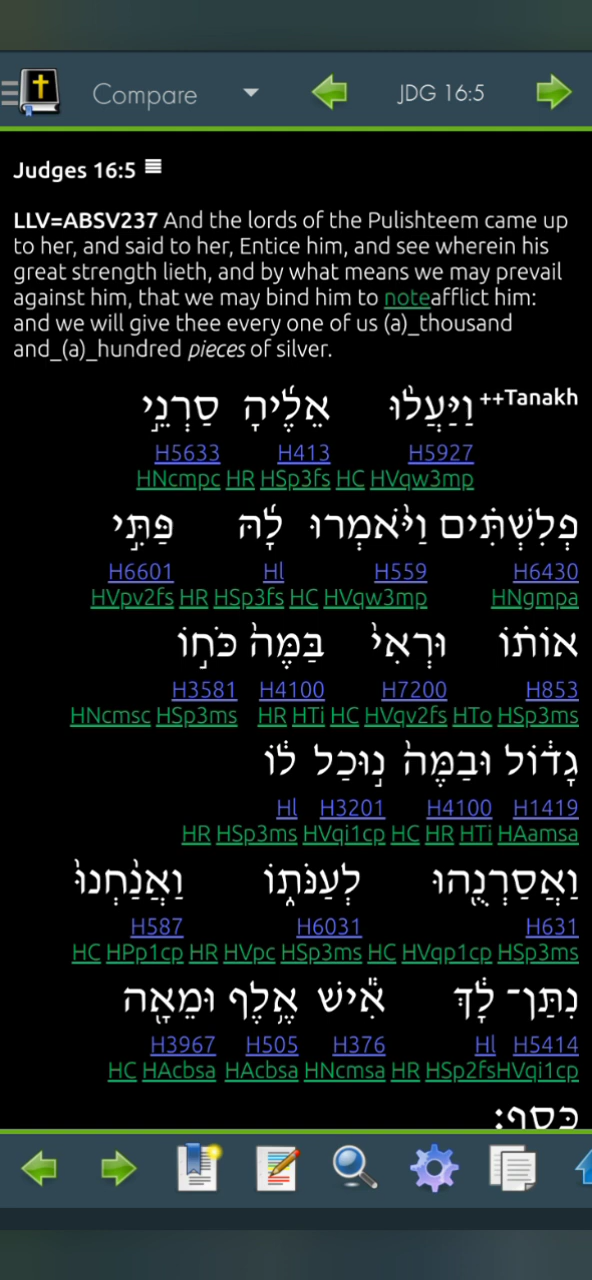 Compare
JDG 16:5
Judges 16:5
LLV=ABSV237 And the lords of the Pulishteem came up
to her, and said to her, Entice him, and see wherein his
great strength lieth, and by what means we may prevail
against him, that we may bind him to noteafflict him:
and we will give thee every one of us (a)_thousand
and_(a)_hundred pieces of silver.
++Tanakh וַיַּעֲל֨וּ אֵלֶ֜יהָ סַרְנֵ֣י
H5633 H413 H5927
HNcmpc HR HSp3fs HC HVqw3mp
פְלִשְׁתִּ֗ים וַיֹּ֨אמְרוּ לָ֜הּ פַּתִּ֣י
H6601 Hl H559 H6430
HVpv2fs HR HSp3fs HC HVqw3mp HNgmpa
אוֹת֗וֹ וּרְאִי֙ בַּמֶּה֙ כֹּח֣וֹ
H3581 H4100 H7200 H853
HNcmsc HSp3ms HR HTi HC HVqv2fs HTo HSp3ms
גָד֔וֹל וּבַמֶּה֙ נ֣וּכַל ל֔וֹ
Hl H3201 H4100 H1419
HR HSp3ms HVqi1cp HC HR HTi HAamsa
וַאֲסַרְנֻ֖הוּ לְעַנֹּת֑וֹ וַאֲנַ֙חְנוּ֙
H587 H6031 H631
HC HPp1cp HR HVpc HSp3ms HC HVqp1cp HSp3ms
נִתַּן־ לָ֔ךְ אִ֕ישׁ אֶ֥לֶף וּמֵאָ֖ה
H3967 H505 H376 Hl H5414
HC HAcbsa HAcbsa HNcmsa HR HSp2fsHVqi1cp
כָּֽסֶף׃